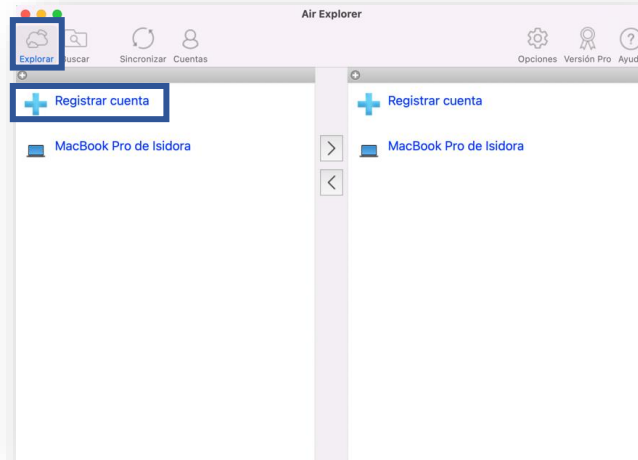 Air Explorer
Explorar Buscar Sincronizar Cuentas Opciones Versión Pro Ayud
Registrar cuenta Registrar cuenta
MacBook Pro de Isidora MacBook Pro de Isidora